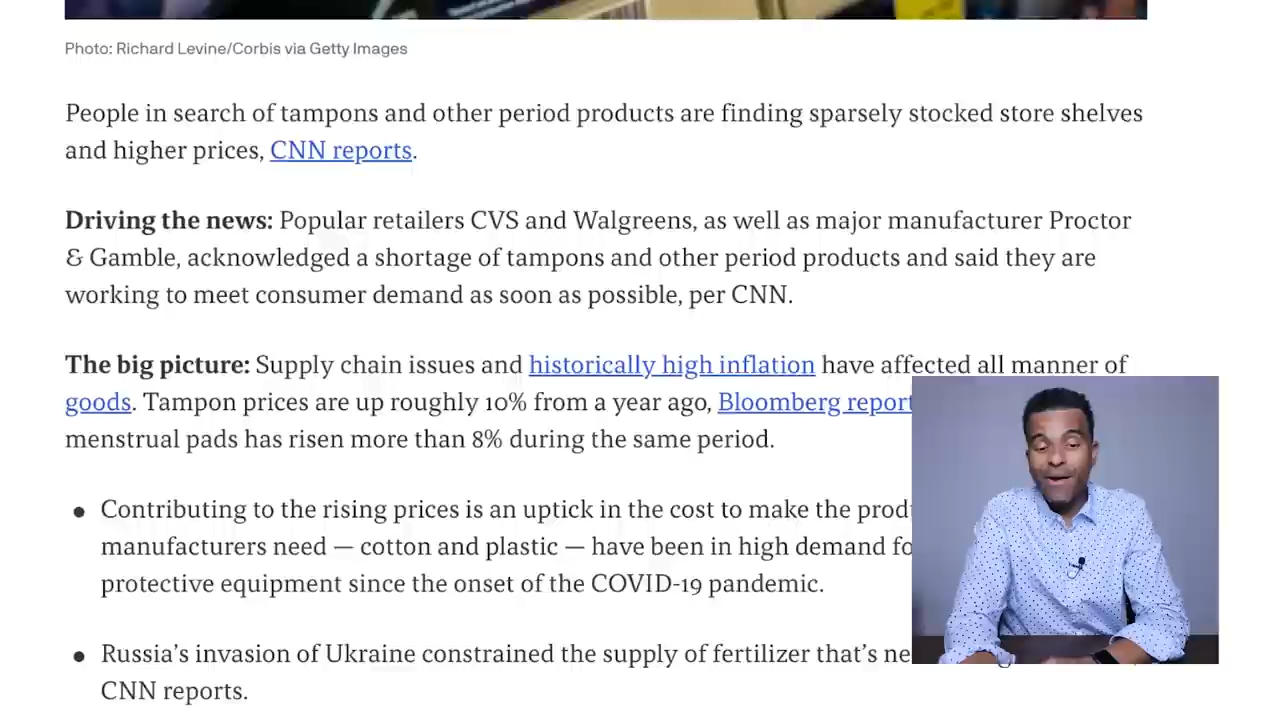 Photo: Richard Levine/Corbis via Getty Images
People in search of tampons and other period products are finding sparsely stocked store shelves
and higher prices, CNN reports.
Driving the news: Popular retailers CVS and Walgreens, as well as major manufacturer Proctor
& Gamble, acknowledged a shortage of tampons and other period products and said they are
working to meet consumer demand as soon as possible, per CNN.
The big picture: Supply chain issues and historically high inflation have affected all manner of
goods. Tampon prices are up roughly 10% from a year ago, Bloomberg report
menstrual pads has risen more than 8% during the same period.
● Contributing to the rising prices is an uptick in the cost to make the
manufacturers need — cotton and plastic — have been in high demand
protective equipment since the onset of the COVID-19 pandemic.
● Russia's invasion of Ukraine constrained the supply of fertilizer that's
CNN reports.